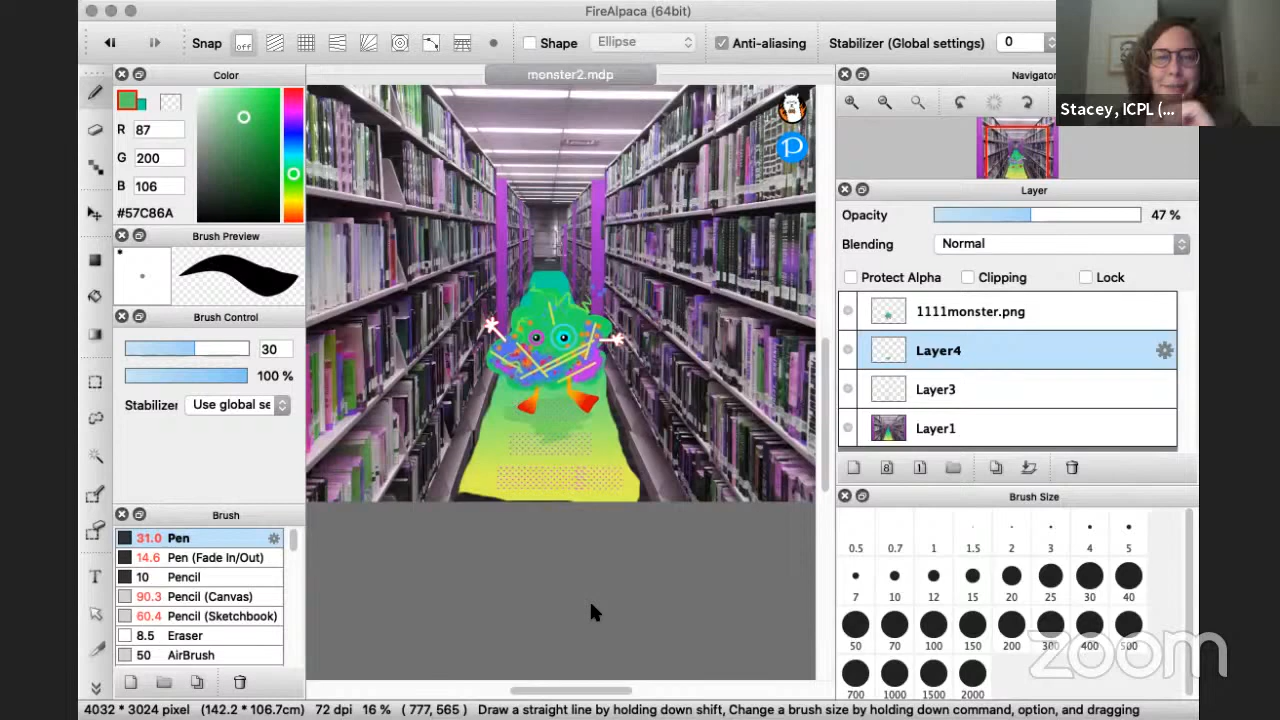 FireAlpaca (64bit)
Snap
off
Shape
Ellipse
Anti-aliasing
Stabilizer (Global settings)
0
Color
monster2.mdp
Navigator
Stacey, ICPL (...
R 87
G 200
B 106
#57C86A
P
Brush Preview
Layer
Opacity
47 %
Blending
Normal
Protect Alpha
Clipping
Lock
Brush Control
30
100 %
Stabilizer
Use global se
1111monster.png
Layer4
Layer3
Layer1
8
1
Brush
31.0 Pen
14.6 Pen (Fade In/Out)
10 Pencil
90.3 Pencil (Canvas)
60.4 Pencil (Sketchbook)
8.5 Eraser
50 AirBrush
T
Brush Size
0.5 0.7 1 1.5 2 3 4 5
7 10 12 15 20 25 30 40
50 70 100 150 200 300 400 500
700 1000 1500 2000
zoom
4032 * 3024 pixel (142.2 * 106.7cm) 72 dpi 16 % ( 777, 565 ) Draw a straight line by holding down shift, Change a brush size by holding down command, option, and dragging